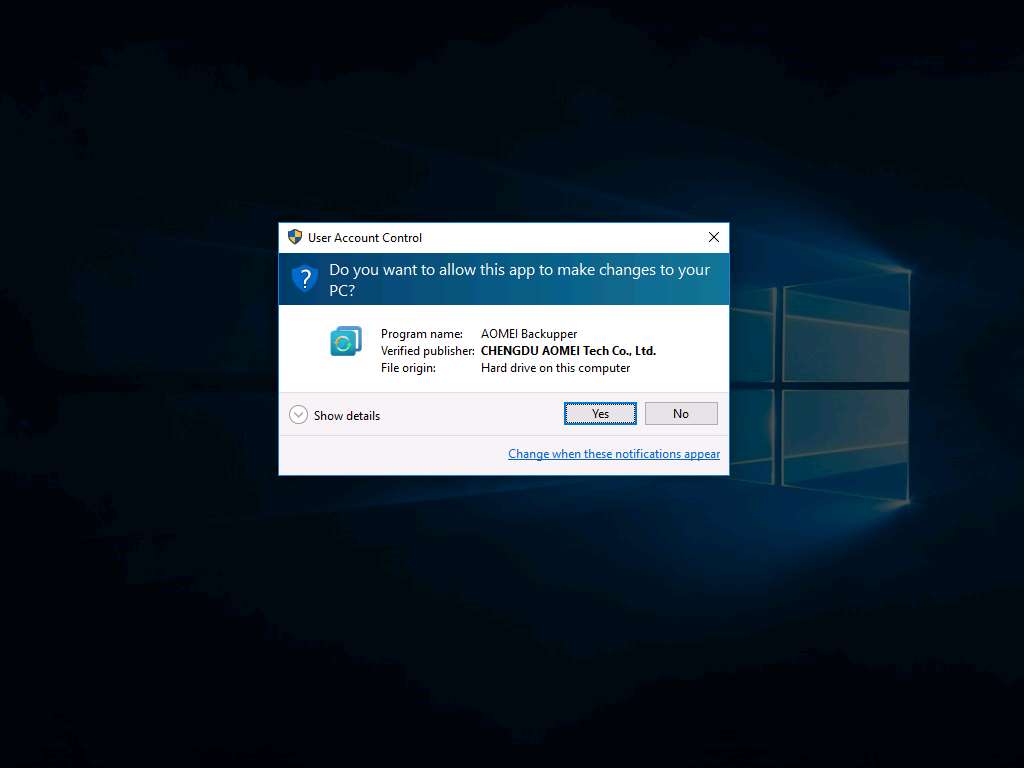 User Account Control
Do you want to allow this app to make changes to your
PC?
Program name: AOMEI Backupper
Verified publisher: CHENGDU AOMEI Tech Co., Ltd.
File origin: Hard drive on this computer
Show details
Yes
No
Change when these notifications appear